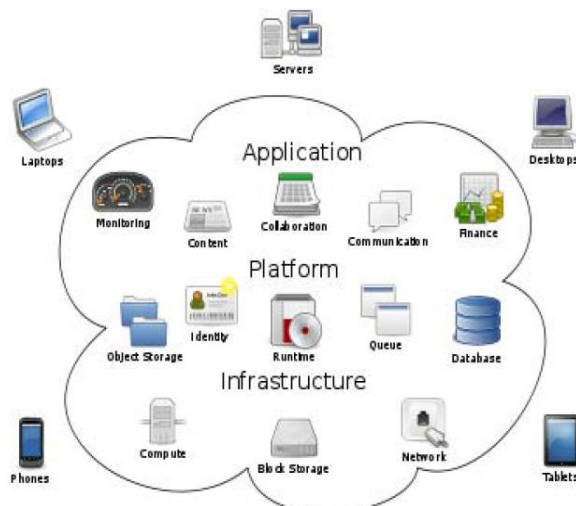 Servers
Laptops
Desktops
Application
Monitoring
Content
Collaboration
Communication
Finance
Platform
Object Storage
Identity
Runtime
Queue
Database
Infrastructure
Compute
Block Storage
Network
Phones
Tablets